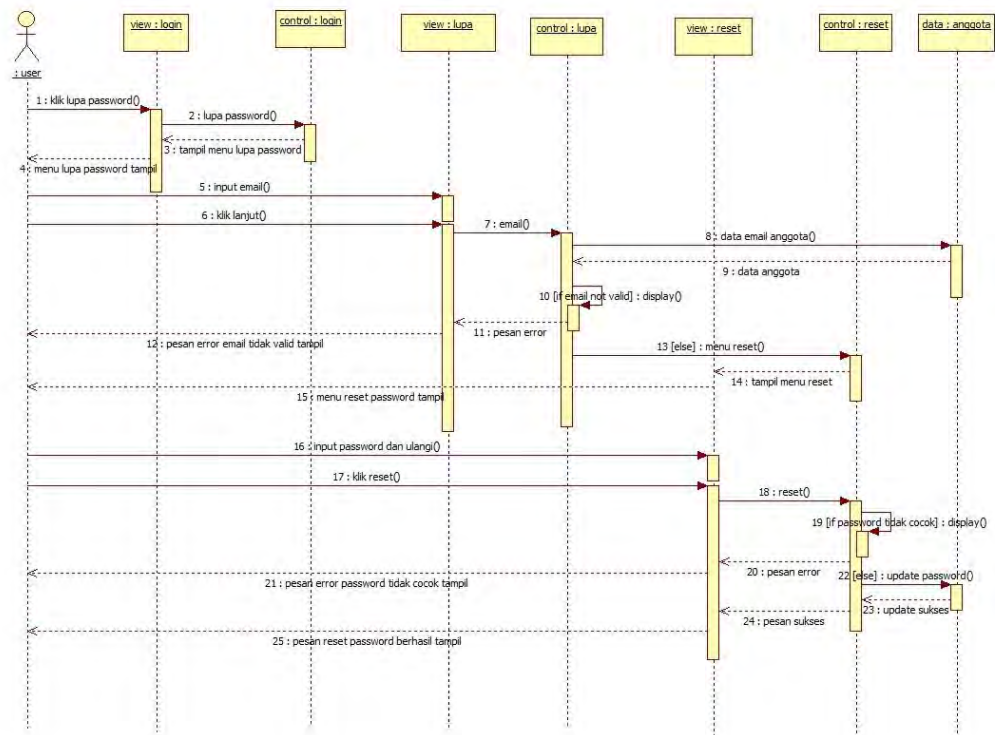 view : login
control : login
view : lupa
control : lupa
view : reset
control : reset
data : anggota
: user
1 : klik lupa password()
2 : lupa password()
3 : tampil menu lupa password
4 : menu lupa password tampil
5 : input email()
6 : klik lanjut()
7 : email()
8 : data email anggota()
9 : data anggota
10 [if email not valid] : display()
11 : pesan error
12 : pesan error email tidak valid tampil
13 [else] : menu reset()
14 : tampil menu reset
15 : menu reset password tampil
16 : input password dan ulangi()
17 : klik reset()
18 : reset()
19 [if password tidak cocok] : display()
20 : pesan error
21 : pesan error password tidak cocok tampil
22 [else] : update password()
23 : update sukses
24 : pesan sukses
25 : pesan reset password berhasil tampil